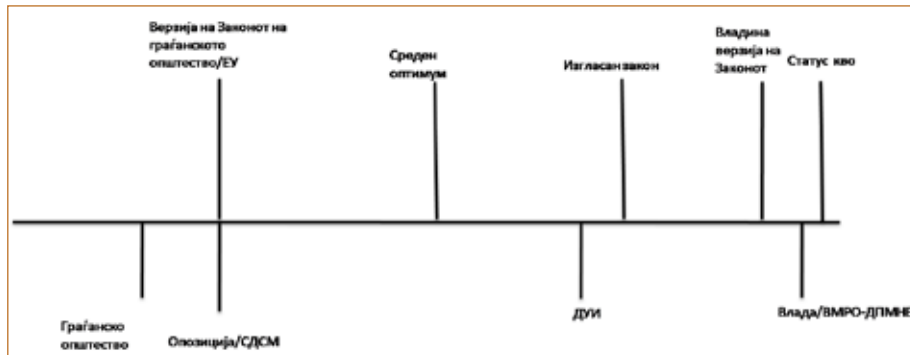 Верзија на Законот на
граѓанското
општество/ЕУ
Среден
оптимум
Изгласан закон
Владина
верзија на
Законот
Статус кво
Граѓанско
општество
Опозиција/СДСМ
ДУИ
Влада/ВМРО-ДПМНЕ